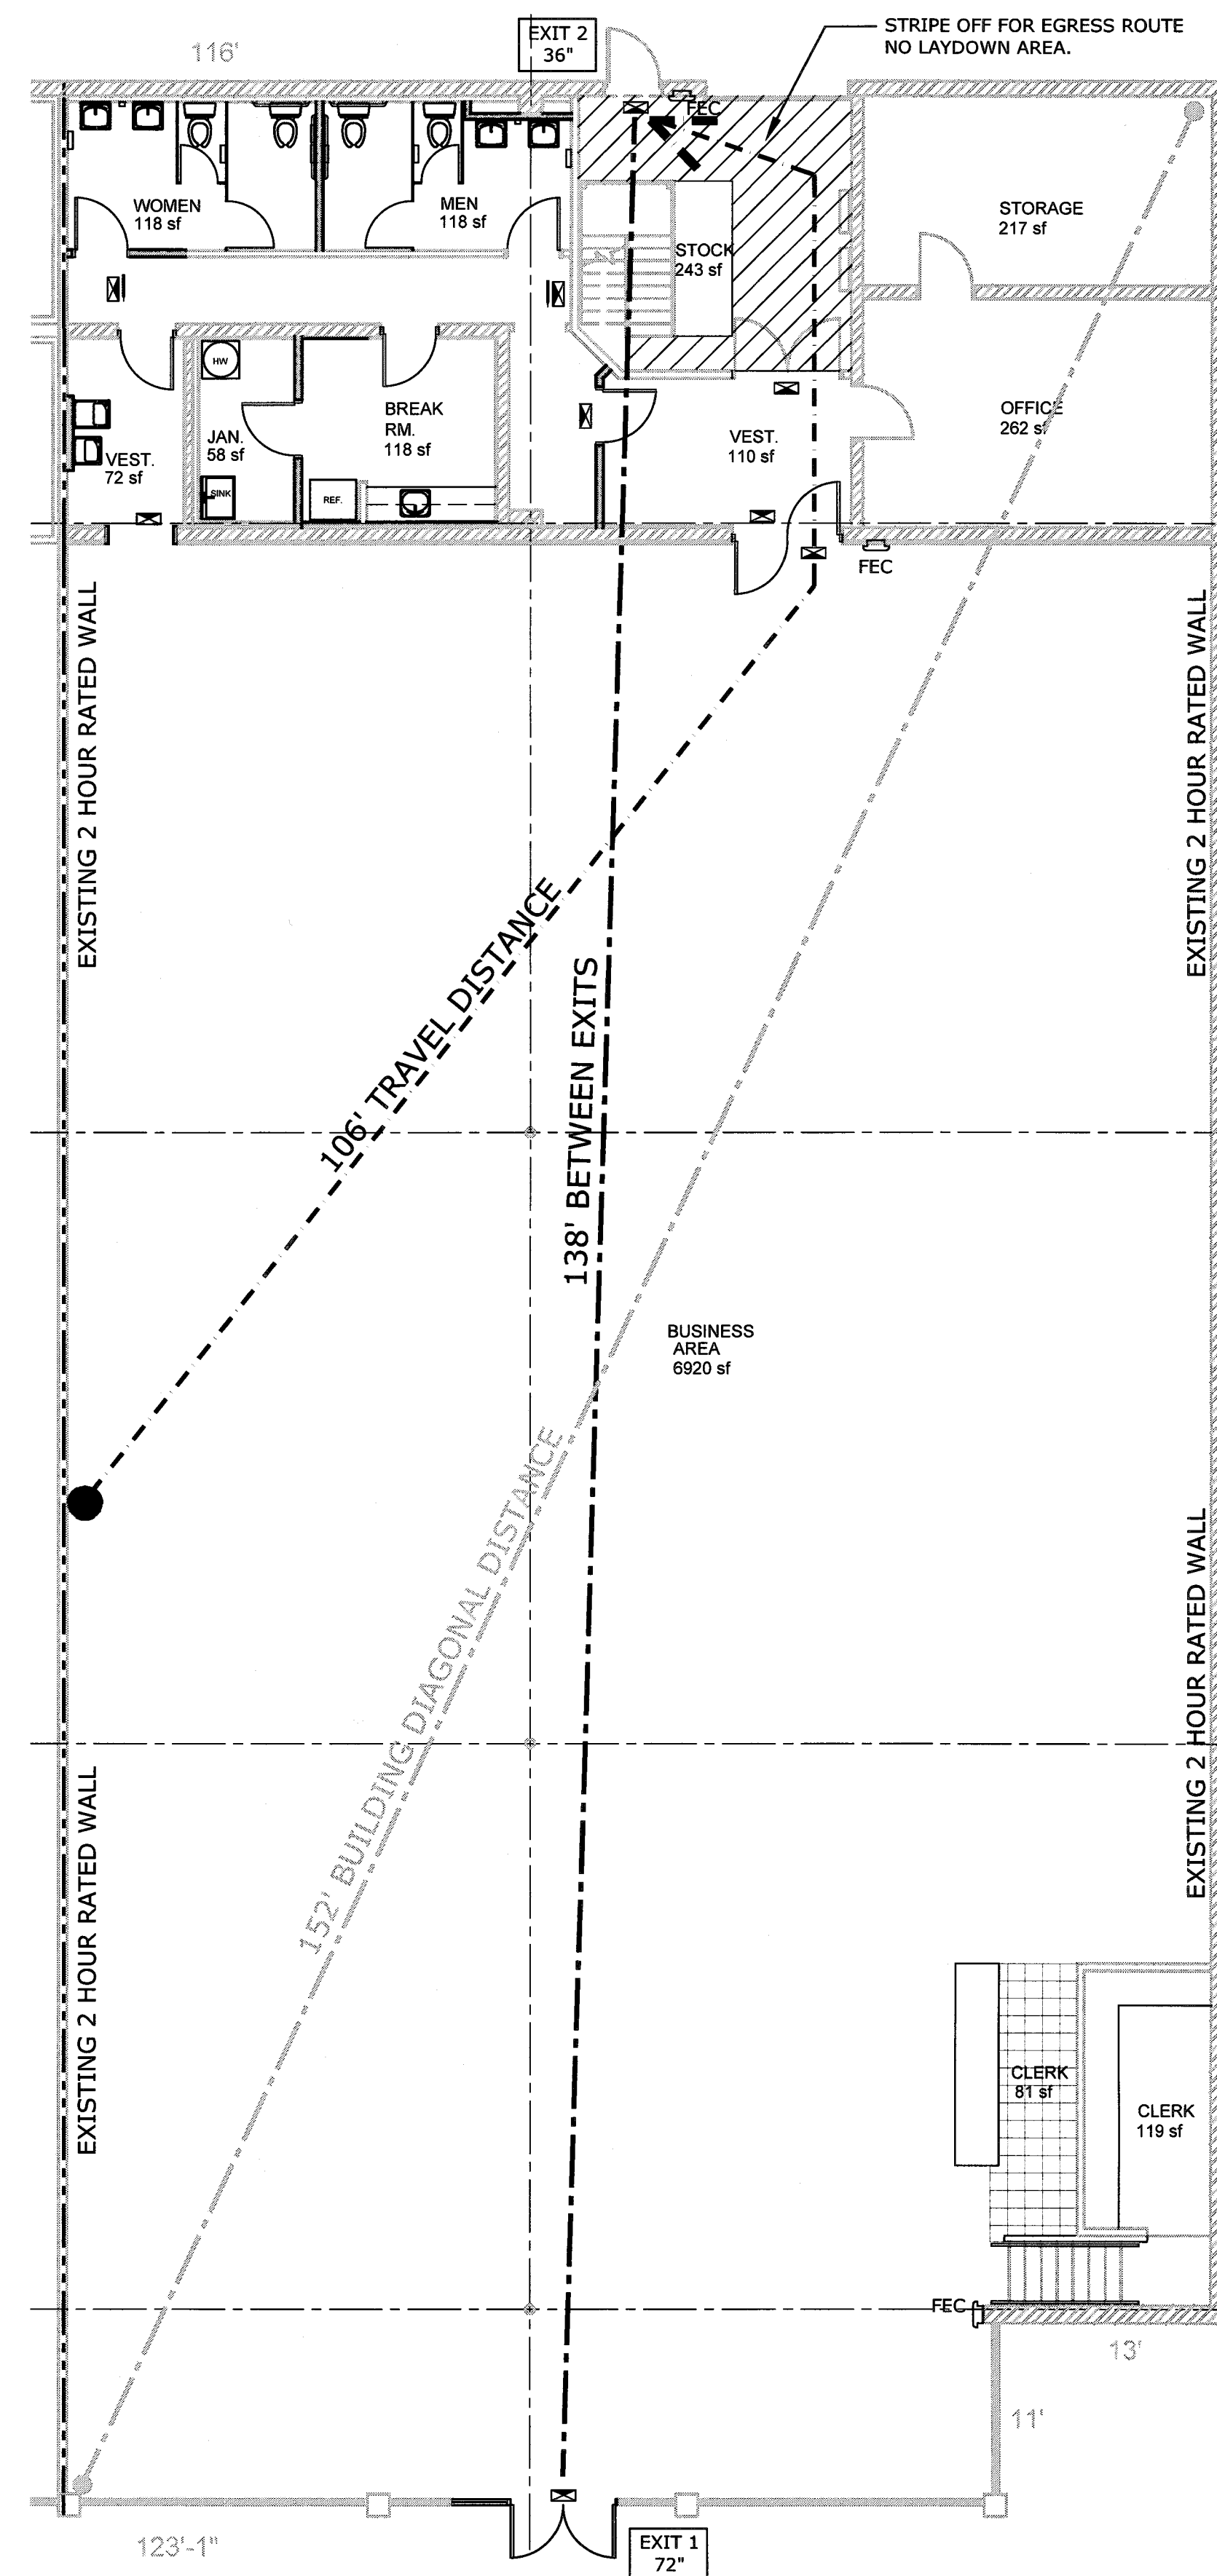 116'
EXIT 2
36"
STRIPE OFF FOR EGRESS ROUTE
NO LAYDOWN AREA.
FEC
WOMEN
118 sf
MEN
118 sf
STOCK
243 sf
STORAGE
217 sf
HW
JAN.
58 sf
SINK
BREAK
RM.
118 sf
REF.
VEST.
72 sf
VEST.
110 sf
OFFICE
262 sf
FEC
EXISTING 2 HOUR RATED WALL
EXISTING 2 HOUR RATED WALL
106' TRAVEL DISTANCE
138' BETWEEN EXITS
BUSINESS
AREA
6920 sf
152' BUILDING DIAGONAL DISTANCE
EXISTING 2 HOUR RATED WALL
EXISTING 2 HOUR RATED WALL
CLERK
81 sf
CLERK
119 sf
FEC
13'
11'
123'-1"
EXIT 1
72"